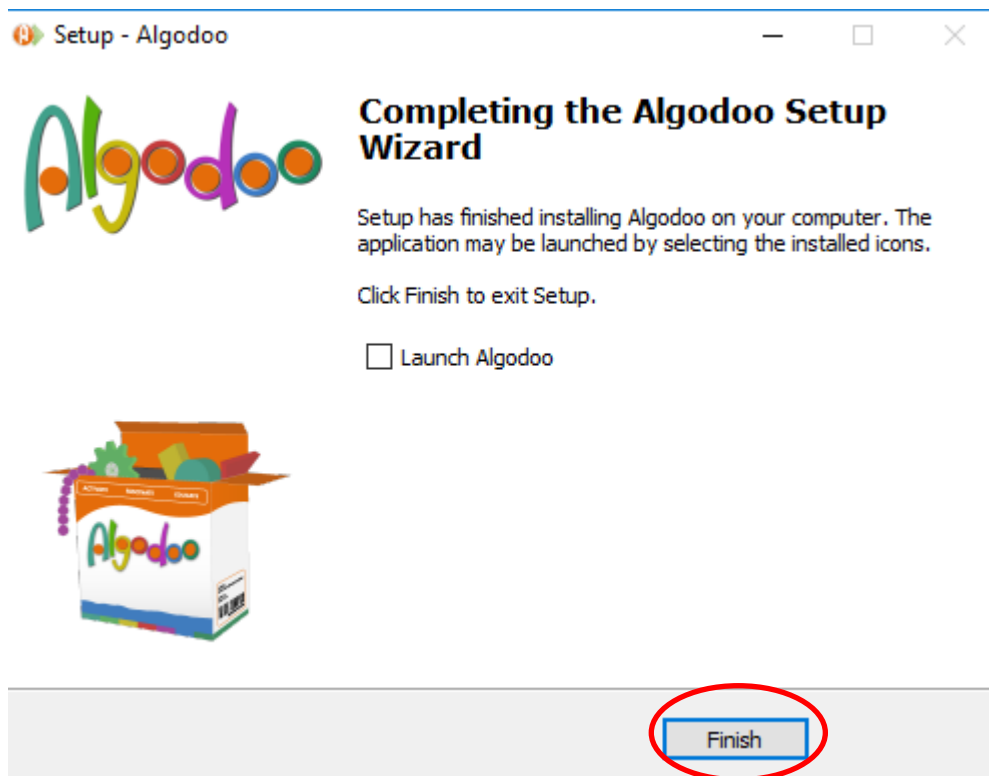 Setup - Algodoo
Algodoo
Completing the Algodoo Setup
Wizard
Setup has finished installing Algodoo on your computer. The
application may be launched by selecting the installed icons.
Click Finish to exit Setup.
Launch Algodoo
Algodoo
Finish